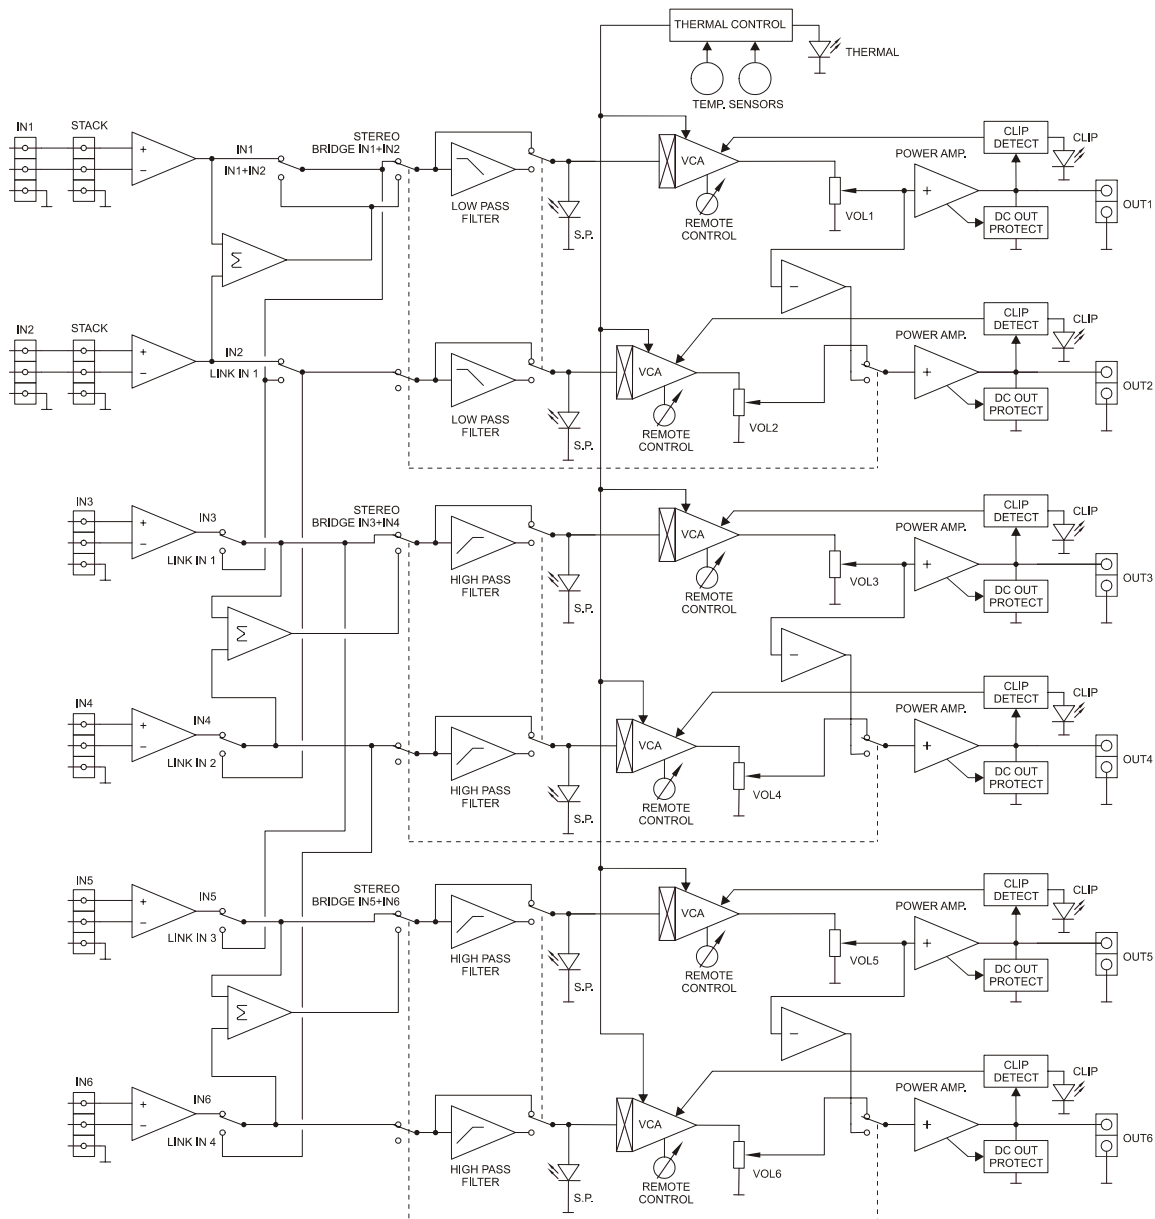 THERMAL CONTROL
THERMAL
TEMP. SENSORS
IN1
STACK
+
−
IN1
IN1+IN2
STEREO
BRIDGE IN1+IN2
LOW PASS
FILTER
S.P.
VCA
REMOTE
CONTROL
VOL1
POWER AMP.
+
CLIP
DETECT
CLIP
DC OUT
PROTECT
OUT1
Σ
−
IN2
STACK
+
−
IN2
LINK IN 1
LOW PASS
FILTER
S.P.
VCA
REMOTE
CONTROL
VOL2
POWER AMP.
+
CLIP
DETECT
CLIP
DC OUT
PROTECT
OUT2
IN3
+
−
IN3
LINK IN 1
STEREO
BRIDGE IN3+IN4
HIGH PASS
FILTER
S.P.
VCA
REMOTE
CONTROL
VOL3
POWER AMP.
+
CLIP
DETECT
CLIP
DC OUT
PROTECT
OUT3
Σ
−
IN4
+
−
IN4
LINK IN 2
HIGH PASS
FILTER
S.P.
VCA
REMOTE
CONTROL
VOL4
POWER AMP.
+
CLIP
DETECT
CLIP
DC OUT
PROTECT
OUT4
IN5
+
−
IN5
LINK IN 3
STEREO
BRIDGE IN5+IN6
HIGH PASS
FILTER
S.P.
VCA
REMOTE
CONTROL
VOL5
POWER AMP.
+
CLIP
DETECT
CLIP
DC OUT
PROTECT
OUT5
Σ
−
IN6
+
−
IN6
LINK IN 4
HIGH PASS
FILTER
S.P.
VCA
REMOTE
CONTROL
VOL6
POWER AMP.
+
CLIP
DETECT
CLIP
DC OUT
PROTECT
OUT6